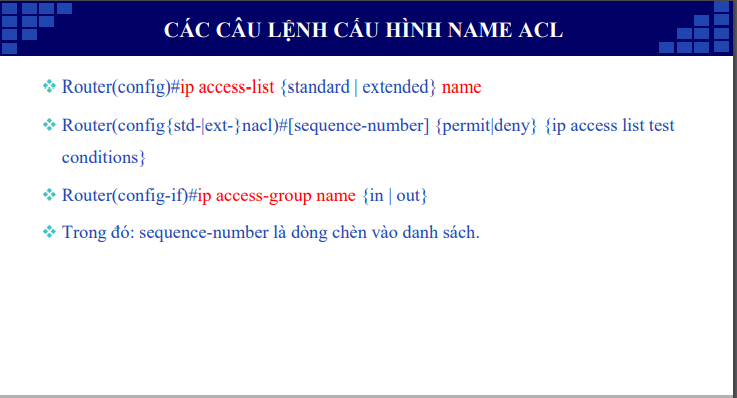 CÁC CÂU LỆNH CẤU HÌNH NAME ACL
Router(config)#ip access-list {standard | extended} name
Router(config{std-|ext-}nacl)#[sequence-number] {permit|deny} {ip access list test
conditions}
Router(config-if)#ip access-group name {in | out}
Trong đó: sequence-number là dòng chèn vào danh sách.